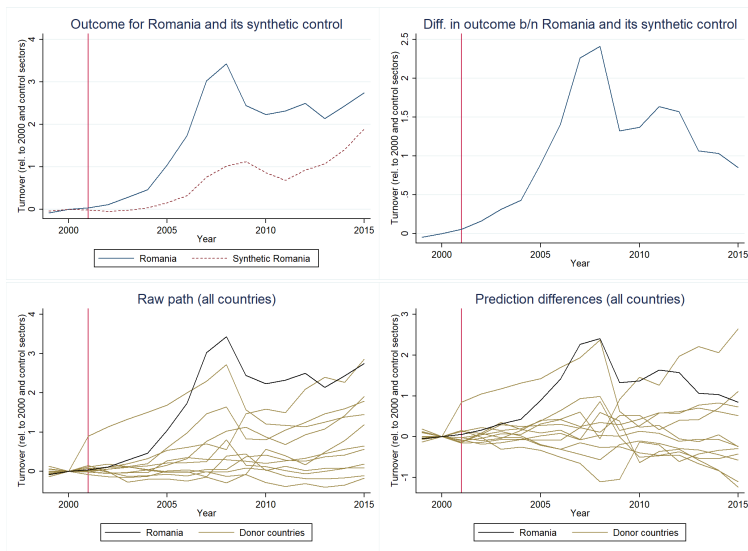 Outcome for Romania and its synthetic control
Turnover (rel. to 2000 and control sectors)
4
3
2
1
0
2000
2005
2010
2015
Year
Romania
Synthetic Romania
Diff. in outcome b/n Romania and its synthetic control
Turnover (rel. to 2000 and control sectors)
2.5
2
1.5
1
.5
0
2000
2005
2010
2015
Year
Raw path (all countries)
Turnover (rel. to 2000 and control sectors)
4
3
2
1
0
2000
2005
2010
2015
Year
Romania
Donor countries
Prediction differences (all countries)
Turnover (rel. to 2000 and control sectors)
3
2
1
0
-1
2000
2005
2010
2015
Year
Romania
Donor countries